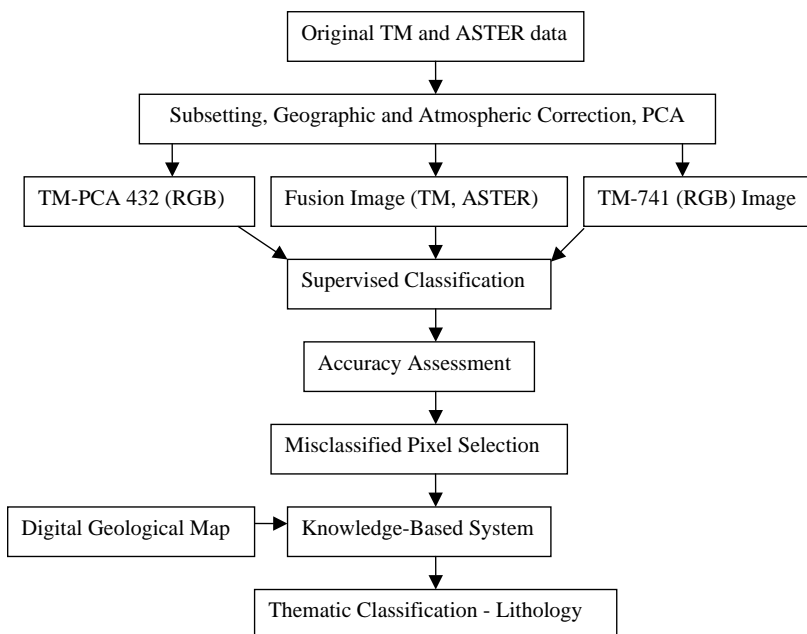 Original TM and ASTER data
Subsetting, Geographic and Atmospheric Correction, PCA
TM-PCA 432 (RGB)
Fusion Image (TM, ASTER)
TM-741 (RGB) Image
Supervised Classification
Accuracy Assessment
Misclassified Pixel Selection
Digital Geological Map
Knowledge-Based System
Thematic Classification - Lithology